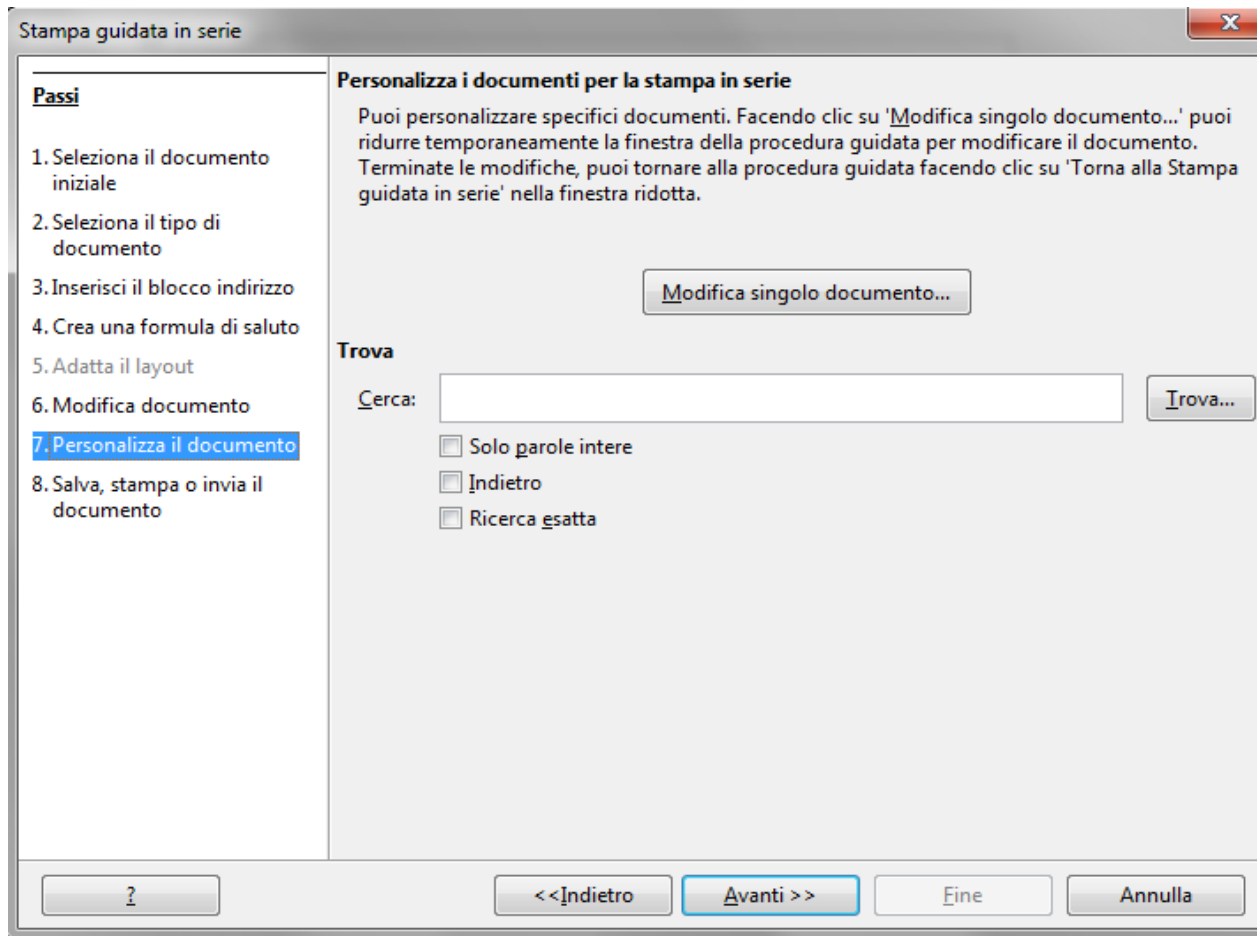 Stampa guidata in serie
Passi
1. Seleziona il documento
iniziale
2. Seleziona il tipo di
documento
3. Inserisci il blocco indirizzo
4. Crea una formula di saluto
5. Adatta il layout
6. Modifica documento
7. Personalizza il documento
8. Salva, stampa o invia il
documento
Personalizza i documenti per la stampa in serie
Puoi personalizzare specifici documenti. Facendo clic su 'Modifica singolo documento...' puoi
ridurre temporaneamente la finestra della procedura guidata per modificare il documento.
Terminate le modifiche, puoi tornare alla procedura guidata facendo clic su 'Torna alla Stampa
guidata in serie' nella finestra ridotta.
Modifica singolo documento...
Trova
Cerca:
Trova...
Solo parole intere
Indietro
Ricerca esatta
?
<<Indietro
Avanti >>
Fine
Annulla